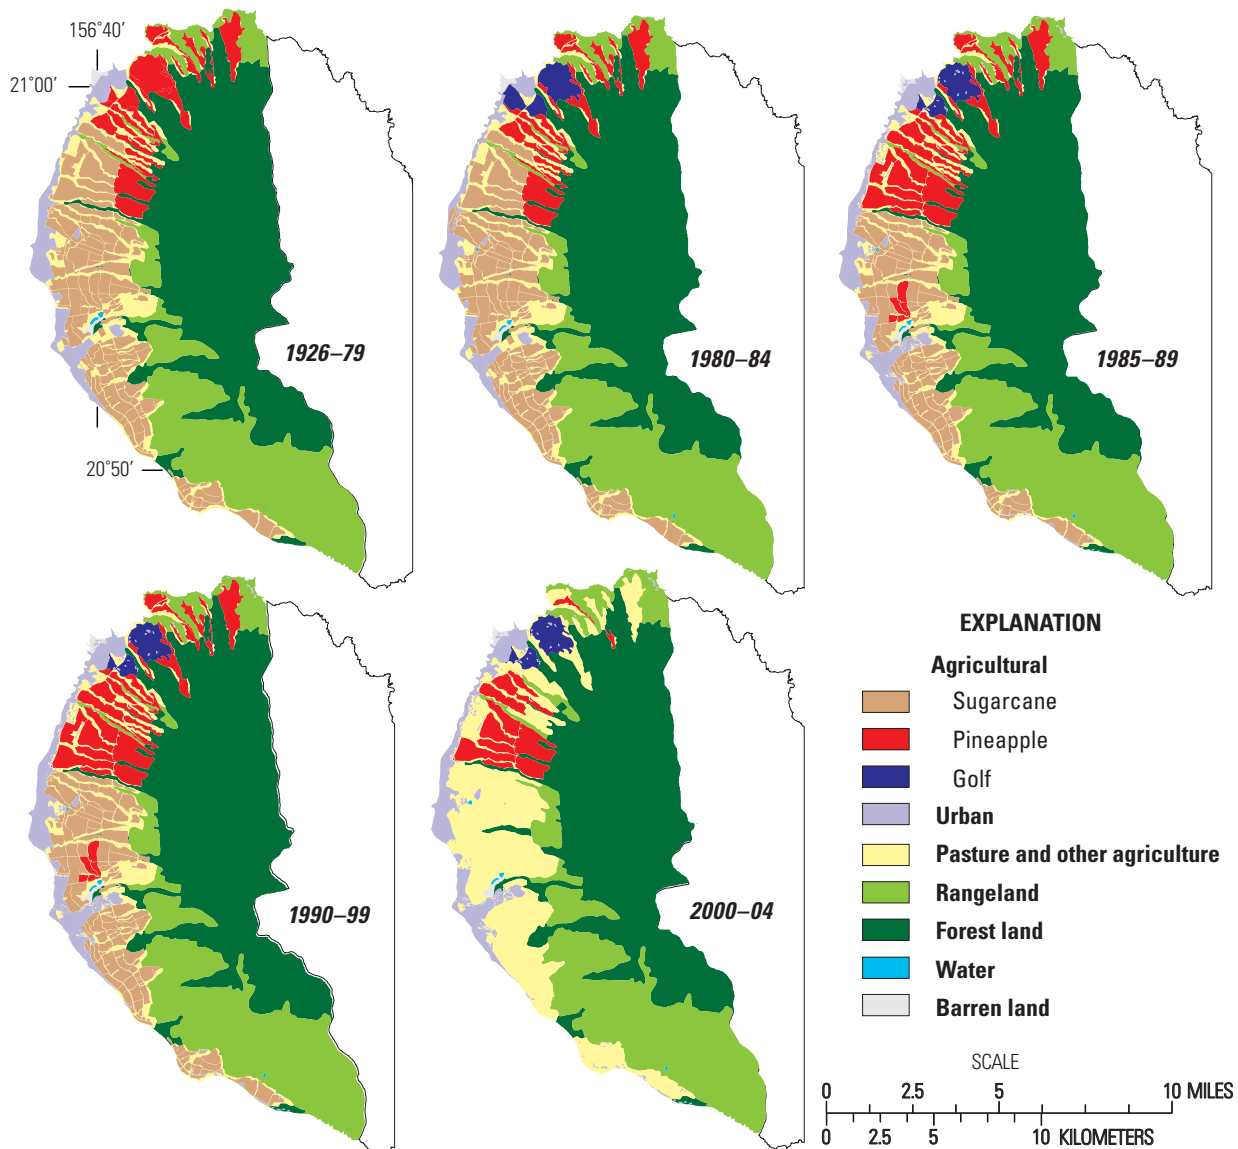 156°40′
21°00′
1926–79
20°50′
1980–84
1985–89
1990–99
2000–04
EXPLANATION
Agricultural
Sugarcane
Pineapple
Golf
Urban
Pasture and other agriculture
Rangeland
Forest land
Water
Barren land
SCALE
0 2.5 5 10 MILES
0 2.5 5 10 KILOMETERS